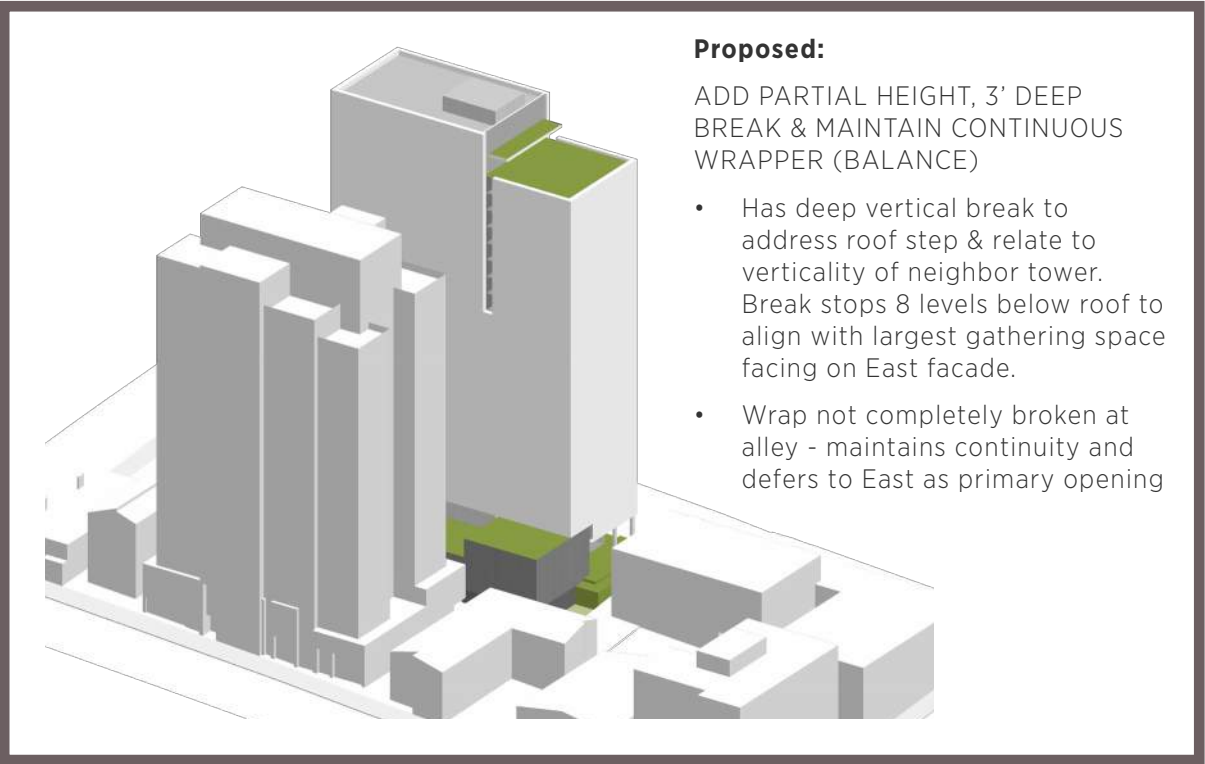 Proposed:
ADD PARTIAL HEIGHT, 3’ DEEP
BREAK & MAINTAIN CONTINUOUS
WRAPPER (BALANCE)
• Has deep vertical break to
address roof step & relate to
verticality of neighbor tower.
Break stops 8 levels below roof to
align with largest gathering space
facing on East facade.
• Wrap not completely broken at
alley - maintains continuity and
defers to East as primary opening